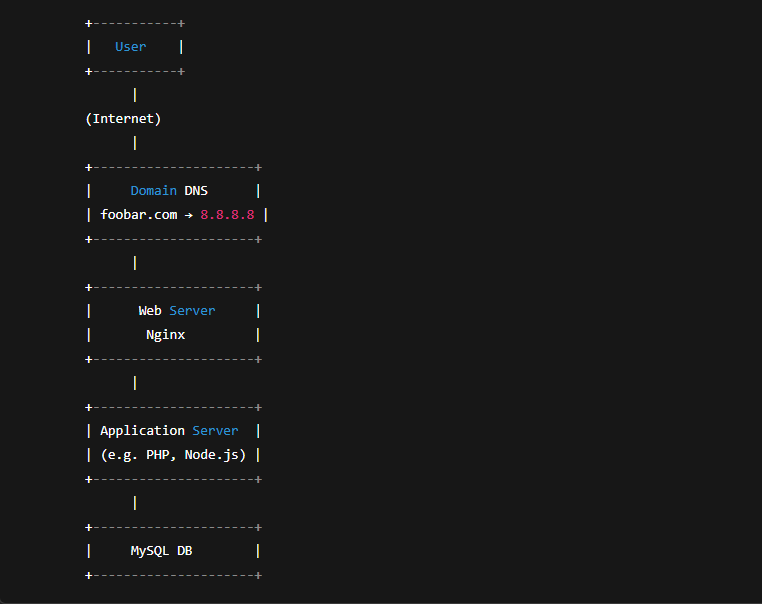 +-----------+
|   User    |
+-----------+
      |
(Internet)
      |
+---------------------+
|     Domain DNS      |
| foobar.com → 8.8.8.8 |
+---------------------+
      |
+---------------------+
|      Web Server     |
|       Nginx         |
+---------------------+
      |
+---------------------+
| Application Server  |
| (e.g. PHP, Node.js) |
+---------------------+
      |
+---------------------+
|     MySQL DB        |
+---------------------+